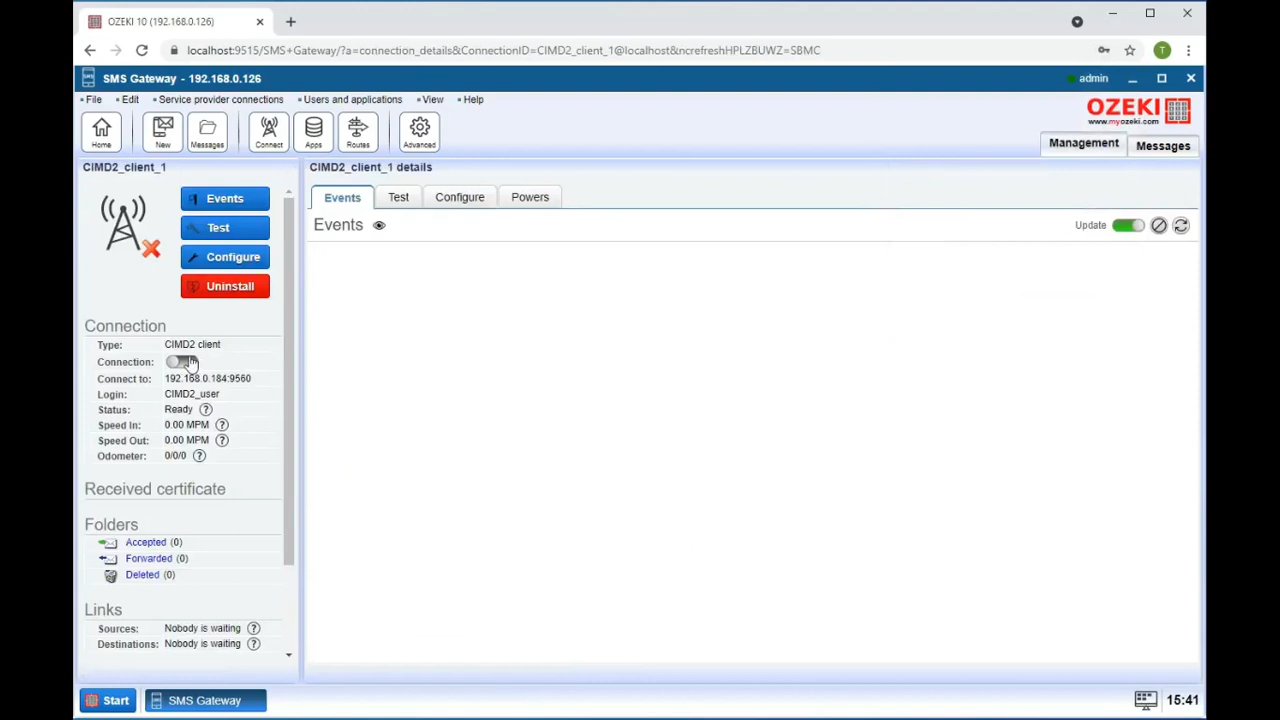 OZEKI 10 (192.168.0.126)
localhost:9515/SMS+Gateway/?a=connection_details&ConnectionID=CIMD2_client_1@localhost&ncrefreshHPLZBUWZ=SBMC
T
SMS Gateway - 192.168.0.126
admin
File Edit Service provider connections Users and applications View Help
Home New Messages Connect Apps Routes Advanced
OZEKI
www.myozeki.com
Management Messages
CIMD2_client_1
Events
Test
Configure
Uninstall
Connection
Type: CIMD2 client
Connection:
Connect to: 192.168.0.184:9560
Login: CIMD2_user
Status: Ready ?
Speed In: 0.00 MPM ?
Speed Out: 0.00 MPM ?
Odometer: 0/0/0 ?
Received certificate
Folders
Accepted (0)
Forwarded (0)
Deleted (0)
Links
Sources: Nobody is waiting ?
Destinations: Nobody is waiting ?
CIMD2_client_1 details
Events Test Configure Powers
Events
Update
Start SMS Gateway 15:41